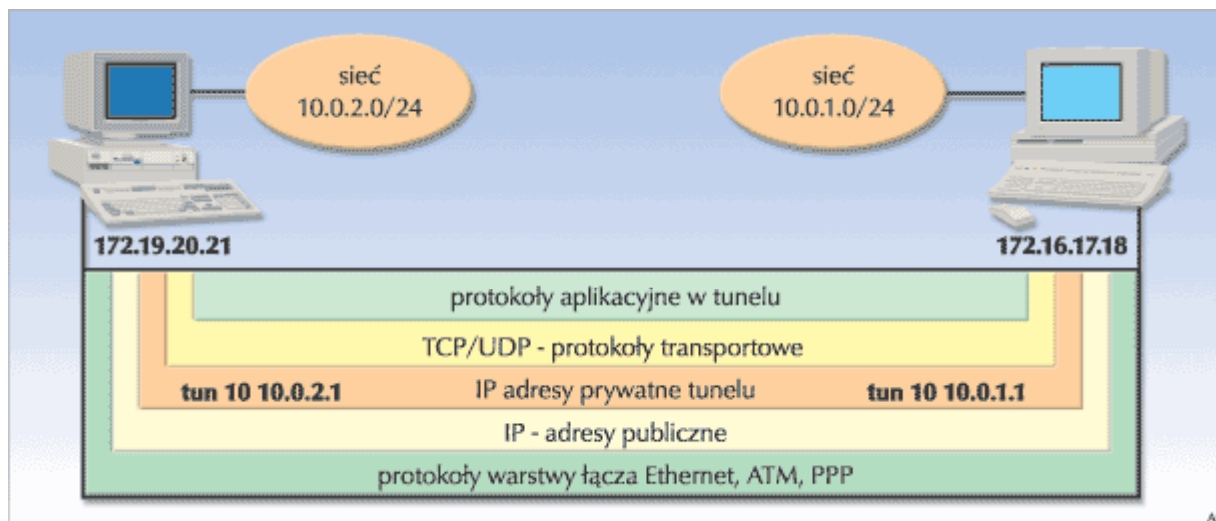 sieć
10.0.2.0/24
sieć
10.0.1.0/24
172.19.20.21
172.16.17.18
protokoły aplikacyjne w tunelu
TCP/UDP - protokoły transportowe
tun 10 10.0.2.1 IP adresy prywatne tunelu tun 10 10.0.1.1
IP - adresy publiczne
protokoły warstwy łącza Ethernet, ATM, PPP